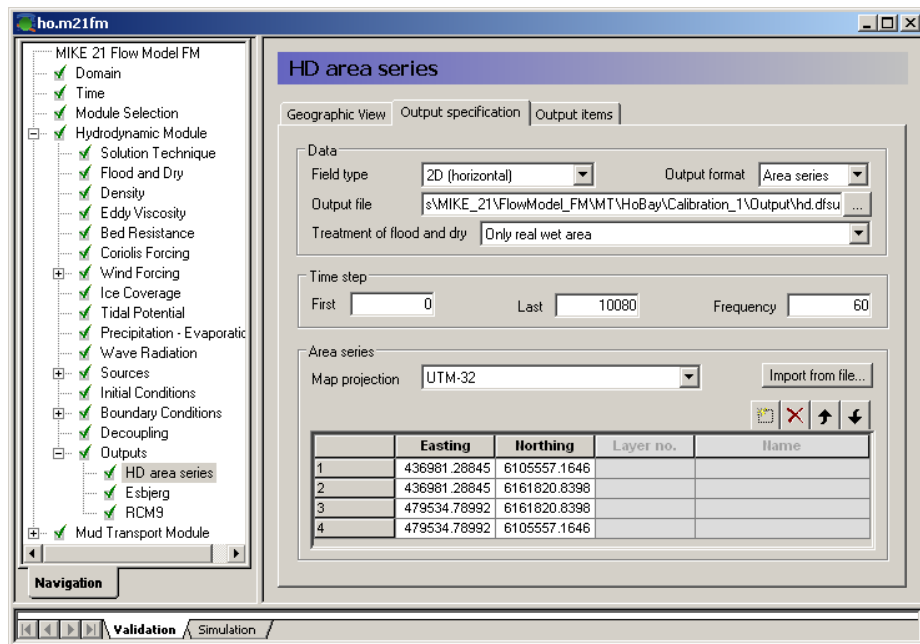 ho.m21fm
MIKE 21 Flow Model FM
Domain
Time
Module Selection
Hydrodynamic Module
Solution Technique
Flood and Dry
Density
Eddy Viscosity
Bed Resistance
Coriolis Forcing
Wind Forcing
Ice Coverage
Tidal Potential
Precipitation - Evaporatic
Wave Radiation
Sources
Initial Conditions
Boundary Conditions
Decoupling
Outputs
HD area series
Esbjerg
RCM9
Mud Transport Module
Navigation
HD area series
Geographic View Output specification Output items
Data
Field type 2D (horizontal) Output format Area series
Output file s\MIKE_21\FlowModel_FM\MT\HoBay\Calibration_1\Output\hd.dfsu ...
Treatment of flood and dry Only real wet area
Time step
First 0 Last 10080 Frequency 60
Area series
Map projection UTM-32 Import from file...
Easting Northing Layer no. Name
1 436981.28845 6105557.1646
2 436981.28845 6161820.8398
3 479534.78992 6161820.8398
4 479534.78992 6105557.1646
Validation Simulation